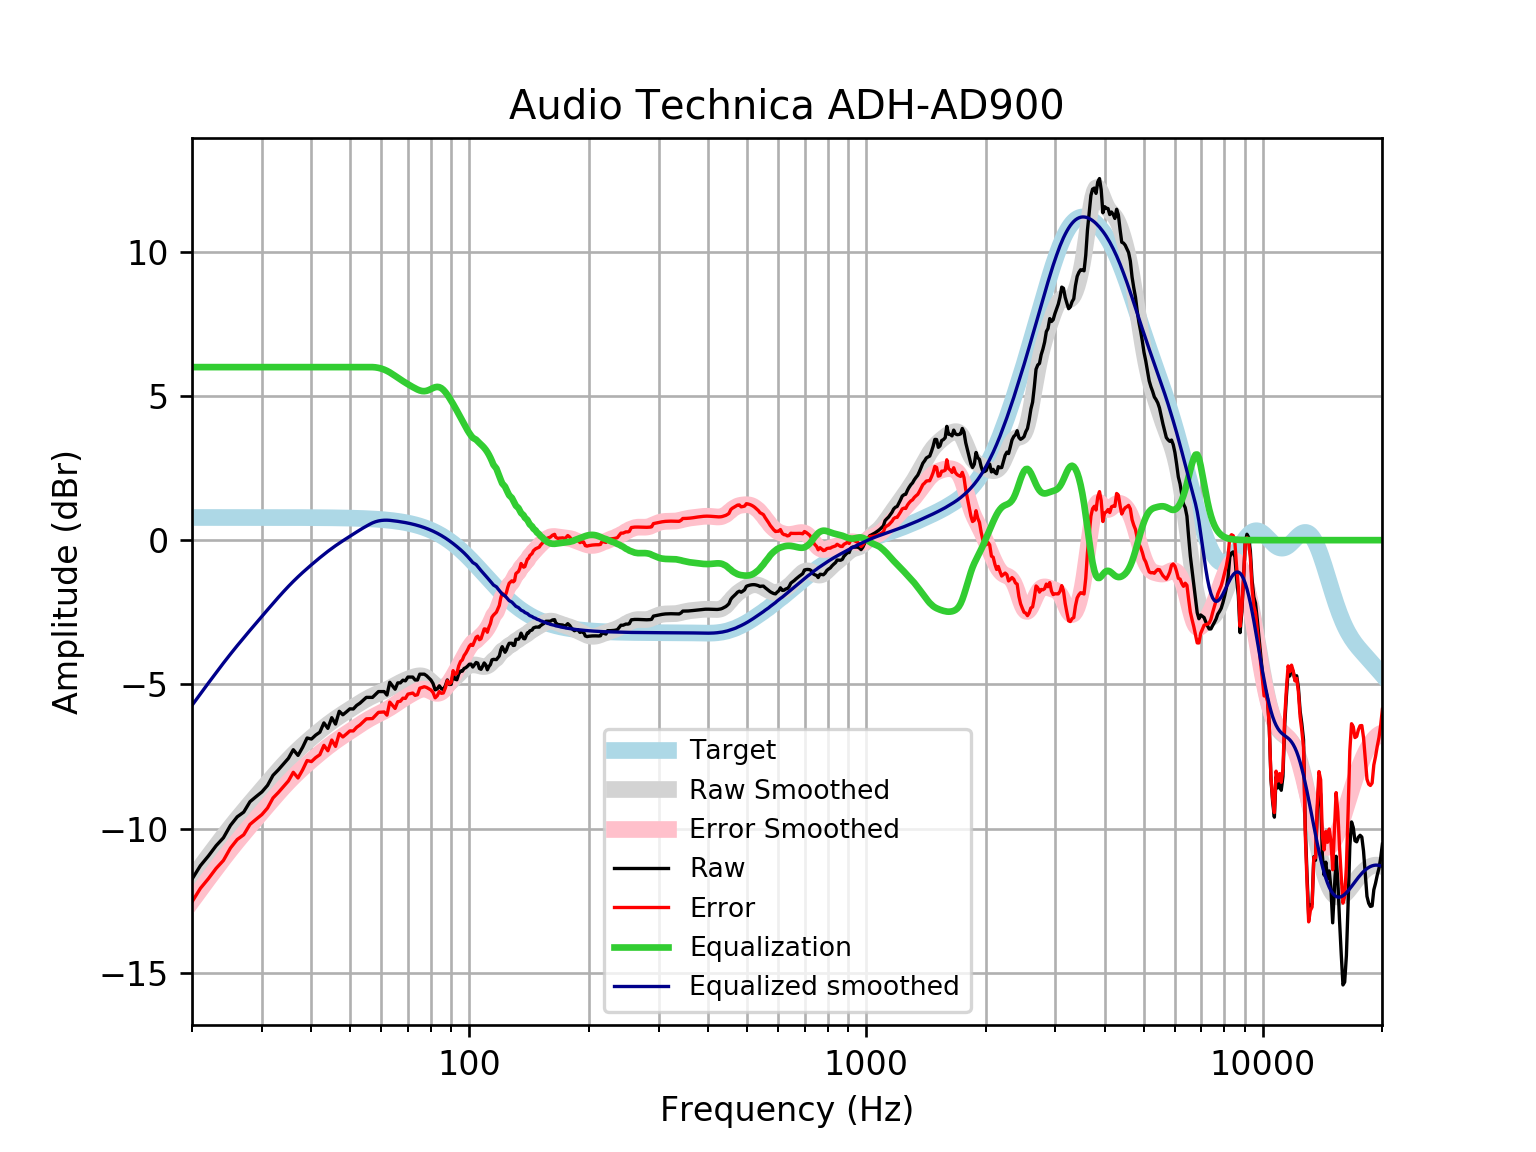 Audio Technica ADH-AD900
Amplitude (dBr)
10
5
0
−5
−10
−15
Target
Raw Smoothed
Error Smoothed
Raw
Error
Equalization
Equalized smoothed
100
1000
10000
Frequency (Hz)